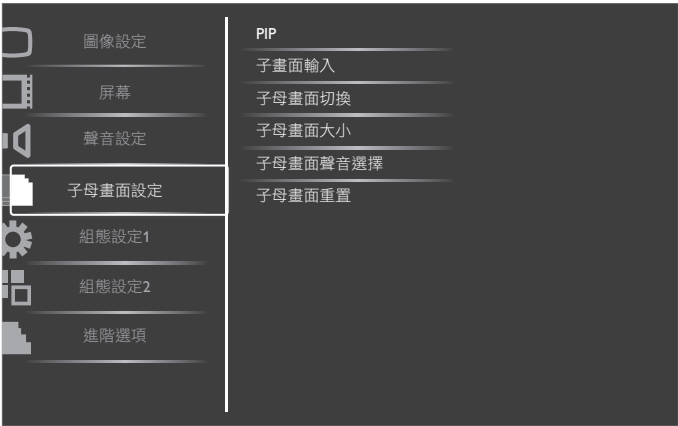 圖像設定
屏幕
聲音設定
子母畫面設定
組態設定1
組態設定2
進階選項
PIP
子畫面輸入
子母畫面切換
子母畫面大小
子母畫面聲音選擇
子母畫面重置